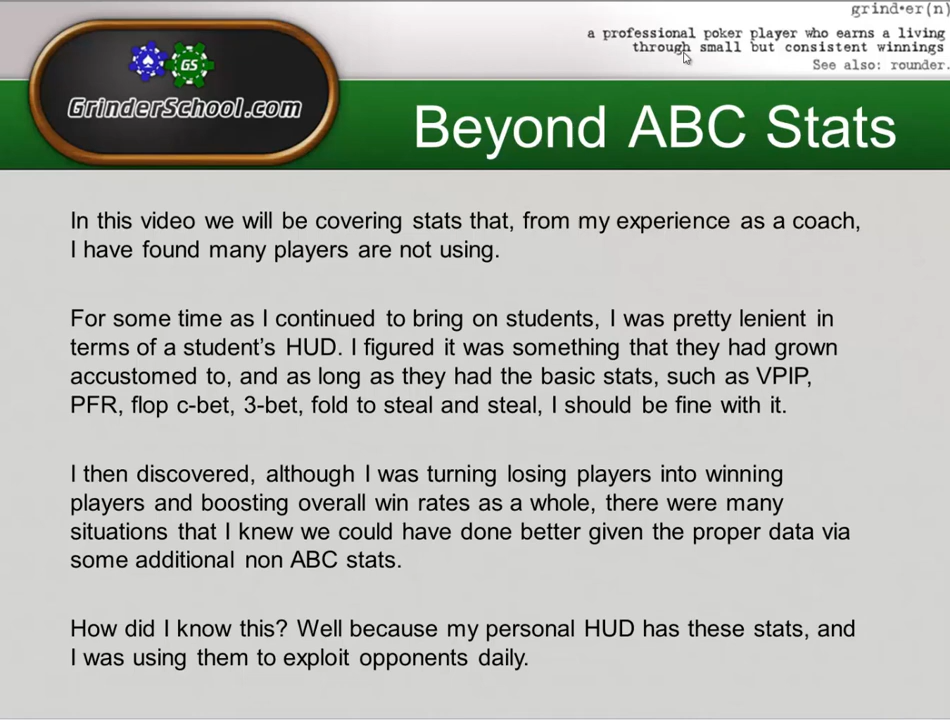 grind•er(n)
a professional poker player who earns a living
through small but consistent winnings
See also: rounder.
GS
GrinderSchool.com
Beyond ABC Stats
In this video we will be covering stats that, from my experience as a coach,
I have found many players are not using.
For some time as I continued to bring on students, I was pretty lenient in
terms of a student's HUD. I figured it was something that they had grown
accustomed to, and as long as they had the basic stats, such as VPIP,
PFR, flop c-bet, 3-bet, fold to steal and steal, I should be fine with it.
I then discovered, although I was turning losing players into winning
players and boosting overall win rates as a whole, there were many
situations that I knew we could have done better given the proper data via
some additional non ABC stats.
How did I know this? Well because my personal HUD has these stats, and
I was using them to exploit opponents daily.